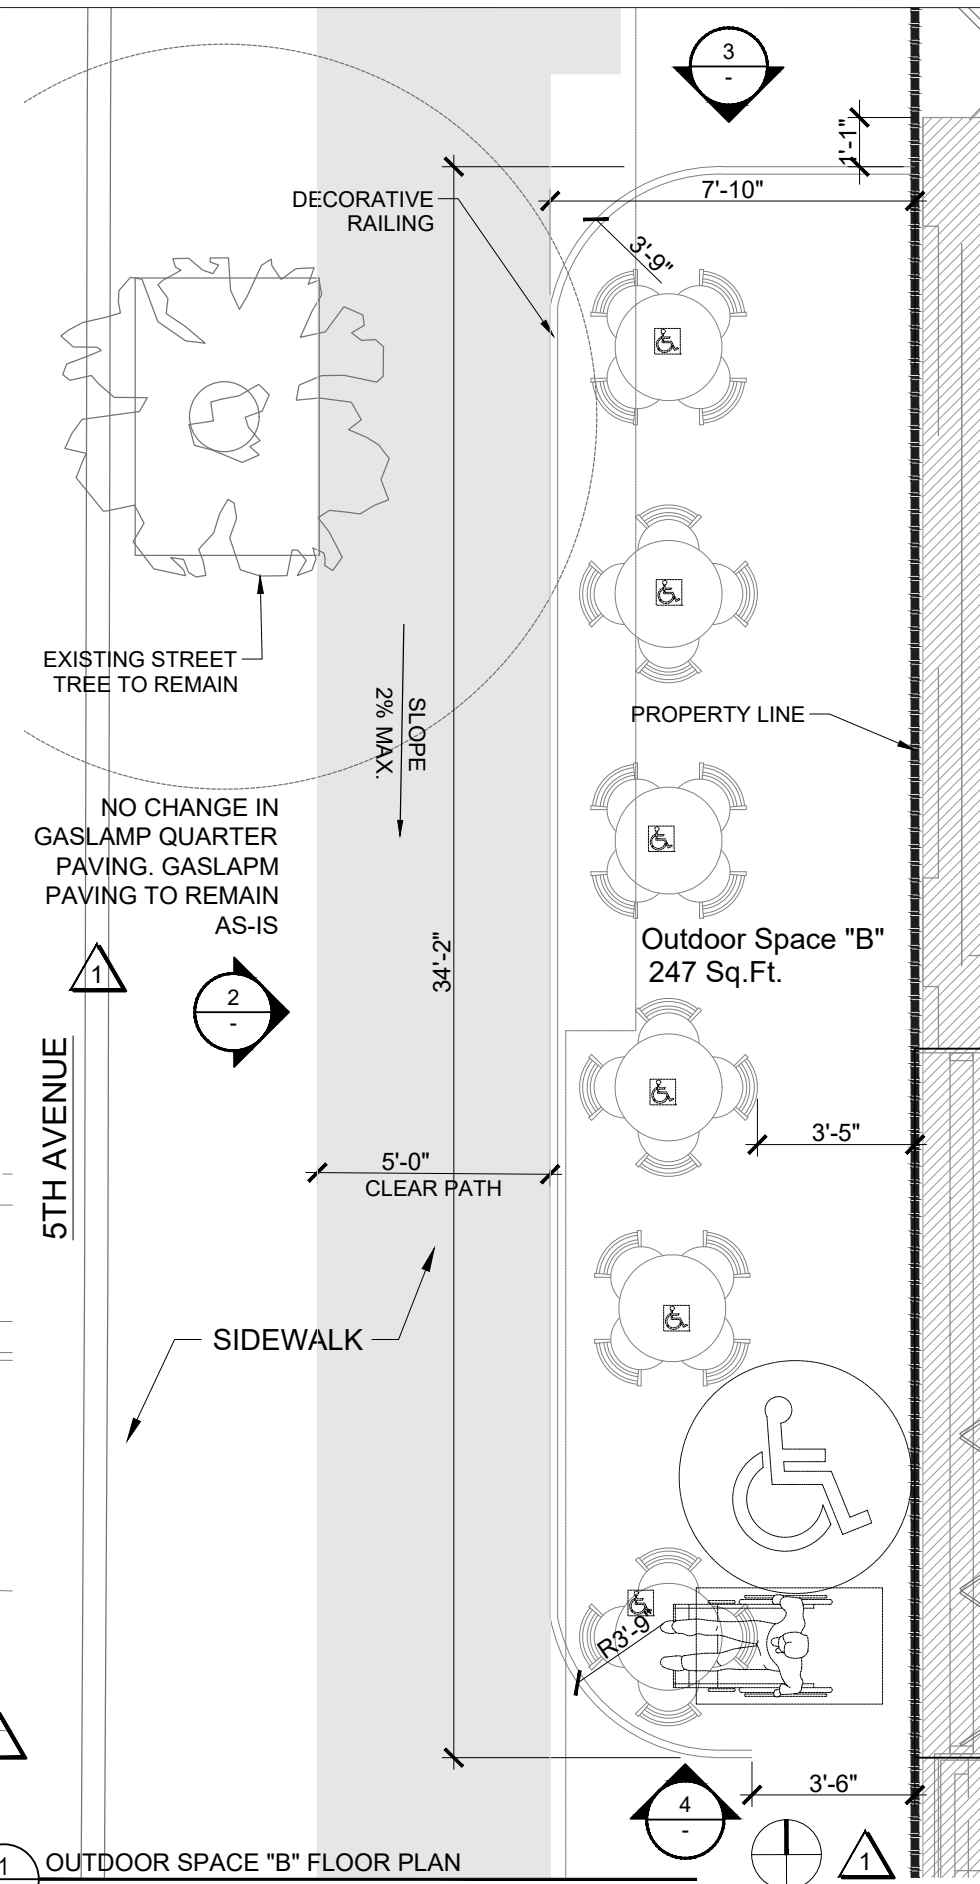 3
-
1'-1"
7'-10"
DECORATIVE
RAILING
3'-9"
EXISTING STREET
TREE TO REMAIN
SLOPE
2% MAX.
PROPERTY LINE
NO CHANGE IN
GASLAMP QUARTER
PAVING. GASLAPM
PAVING TO REMAIN
AS-IS
1
2
-
34'-2"
Outdoor Space "B"
247 Sq.Ft.
5TH AVENUE
3'-5"
5'-0"
CLEAR PATH
SIDEWALK
R3'-9"
3'-6"
4
-
1
1
OUTDOOR SPACE "B" FLOOR PLAN